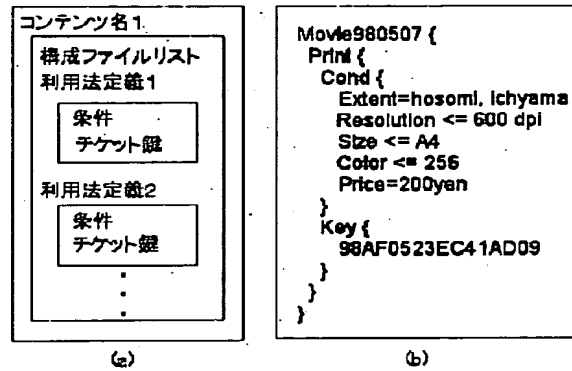 コンテンツ名1
構成ファイルリスト
利用法定義1
条件
チケット鍵
利用法定義2
条件
チケット鍵
(a)
Movie980507 {
Print {
Cond {
Extent=hosomi, ichyama
Resolution <= 600 dpi
Size <= A4
Color <= 256
Price=200yen
}
Key {
98AF0523EC41AD09
}
}
}
(b)